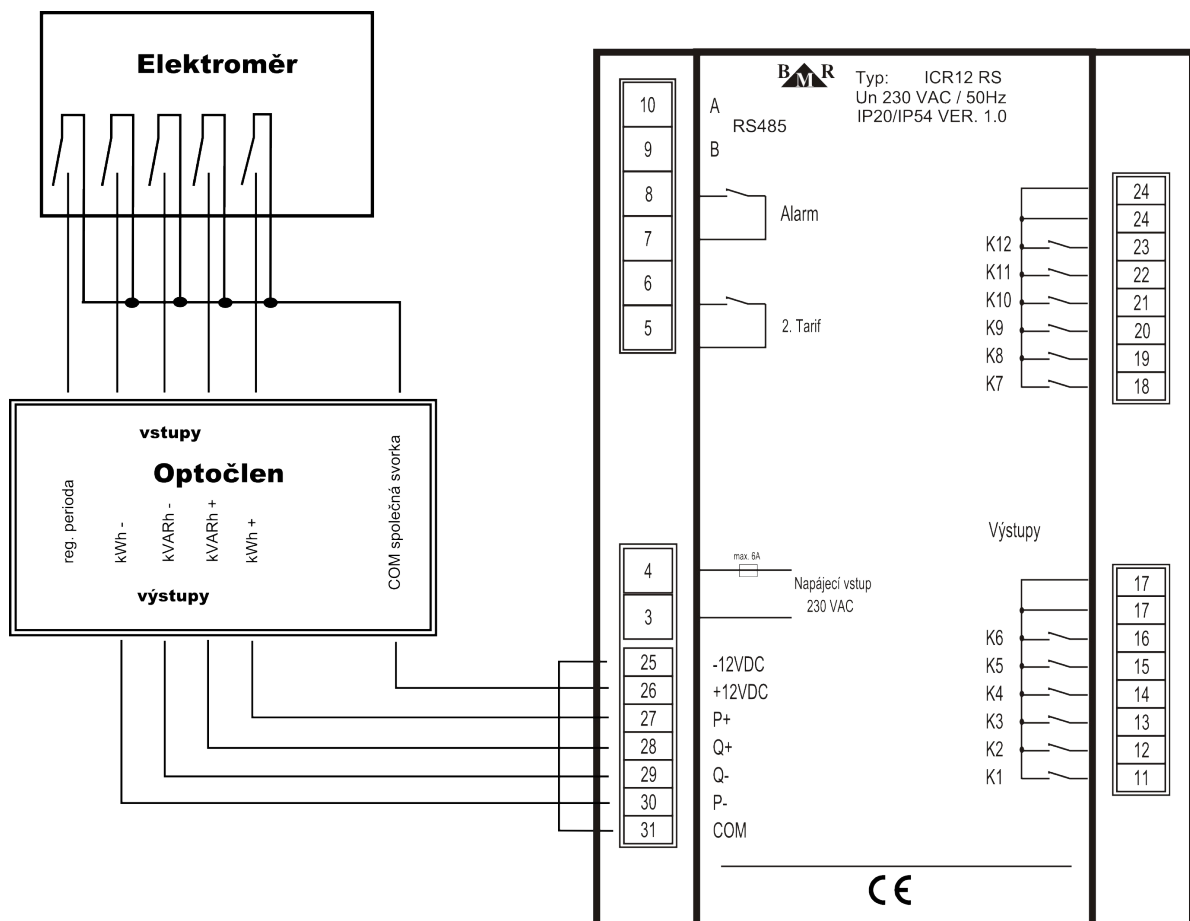 Elektroměr
vstupy
Optočlen
reg. perioda
kWh -
kVARh -
kVARh +
kWh +
COM společná svorka
výstupy
BMR
Typ: ICR12 RS
Un 230 VAC / 50Hz
IP20/IP54 VER. 1.0
10 A
RS485
9 B
8
Alarm
7
6
2. Tarif
5
4
max. 6A
Napájecí vstup
230 VAC
3
25 -12VDC
26 +12VDC
27 P+
28 Q+
29 Q-
30 P-
31 COM
24
24
K12 23
K11 22
K10 21
K9 20
K8 19
K7 18
Výstupy
17
17
K6 16
K5 15
K4 14
K3 13
K2 12
K1 11
CE